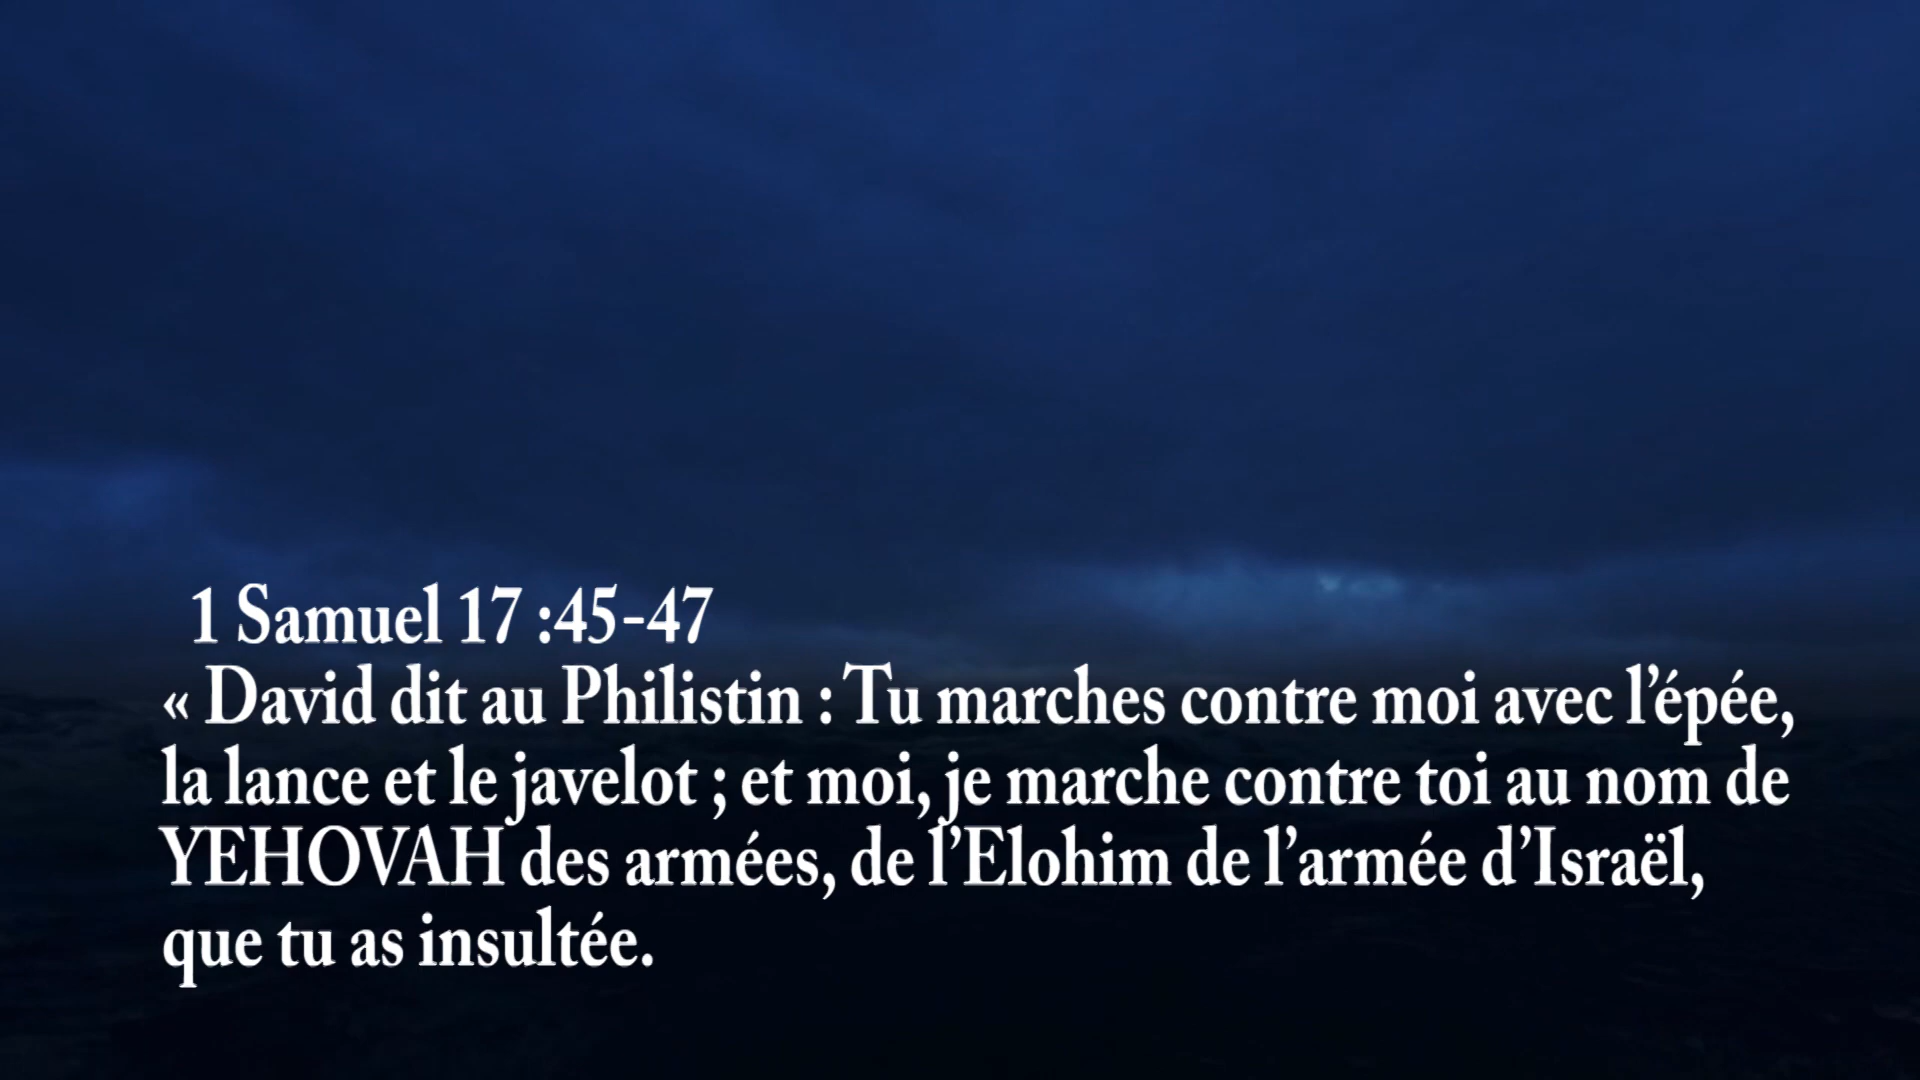 1 Samuel 17 :45-47
« David dit au Philistin : Tu marches contre moi avec l’épée,
la lance et le javelot ; et moi, je marche contre toi au nom de
YEHOVAH des armées, de l’Elohim de l’armée d’Israël,
que tu as insultée.